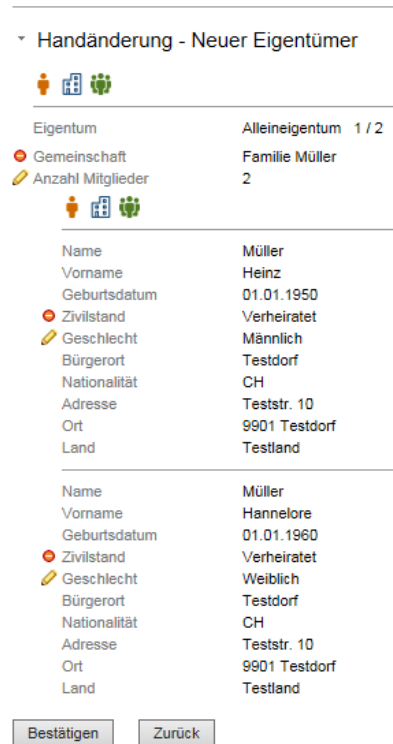 Handänderung - Neuer Eigentümer
Eigentum Alleineigentum 1 / 2
Gemeinschaft Familie Müller
Anzahl Mitglieder 2
Name Müller
Vorname Heinz
Geburtsdatum 01.01.1950
Zivilstand Verheiratet
Geschlecht Männlich
Bürgerort Testdorf
Nationalität CH
Adresse Teststr. 10
Ort 9901 Testdorf
Land Testland
Name Müller
Vorname Hannelore
Geburtsdatum 01.01.1960
Zivilstand Verheiratet
Geschlecht Weiblich
Bürgerort Testdorf
Nationalität CH
Adresse Teststr. 10
Ort 9901 Testdorf
Land Testland
Bestätigen Zurück